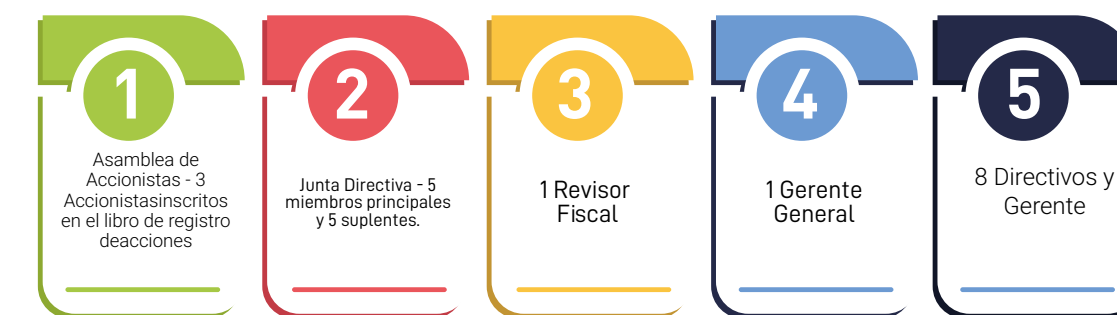 1
Asamblea de
Accionistas - 3
Accionistasinscritos
en el libro de registro
deacciones
2
Junta Directiva - 5
miembros principales
y 5 suplentes.
3
1 Revisor
Fiscal
4
1 Gerente
General
5
8 Directivos y
Gerente